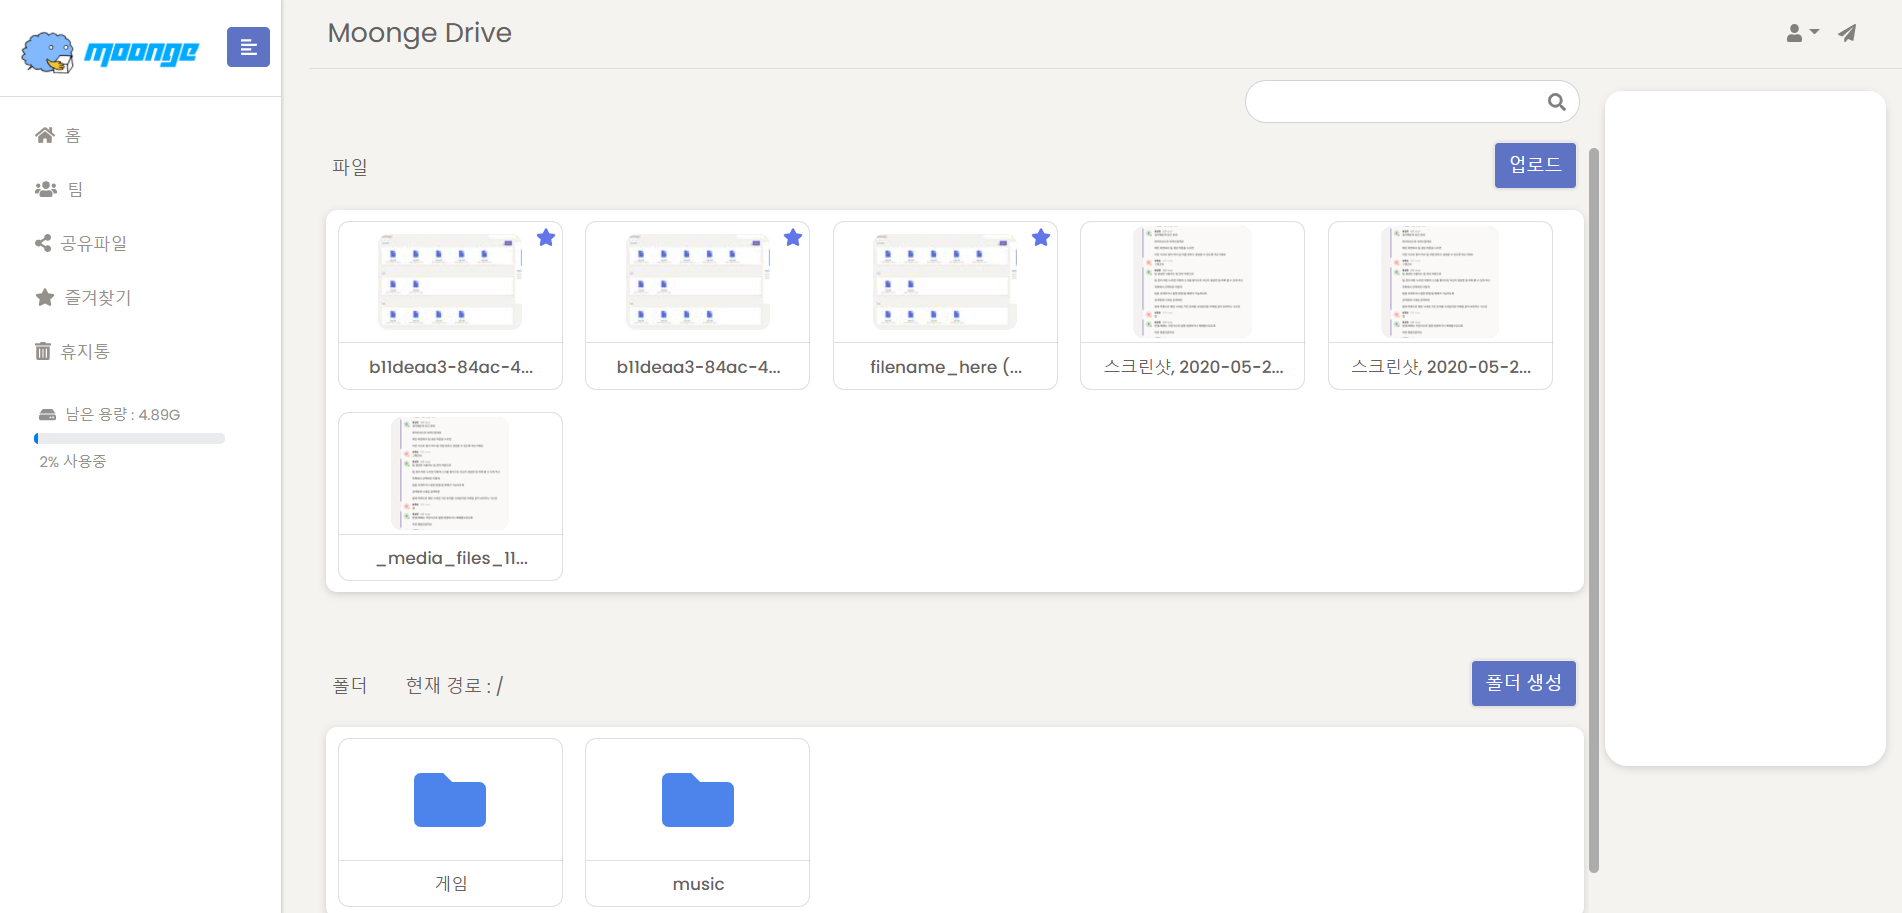 moonge
Moonge Drive
홈
팀
공유파일
즐겨찾기
휴지통
남은 용량 : 4.89G
2% 사용중
파일
업로드
b11deaa3-84ac-4...
b11deaa3-84ac-4...
filename_here (...
스크린샷, 2020-05-2...
스크린샷, 2020-05-2...
_media_files_11...
폴더
현재 경로 : /
폴더 생성
게임
music